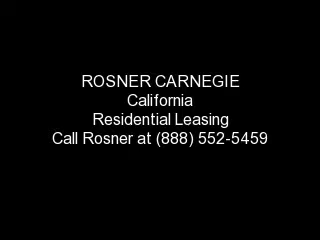 ROSNER CARNEGIE
California
Residential Leasing
Call Rosner at (888) 552-5459